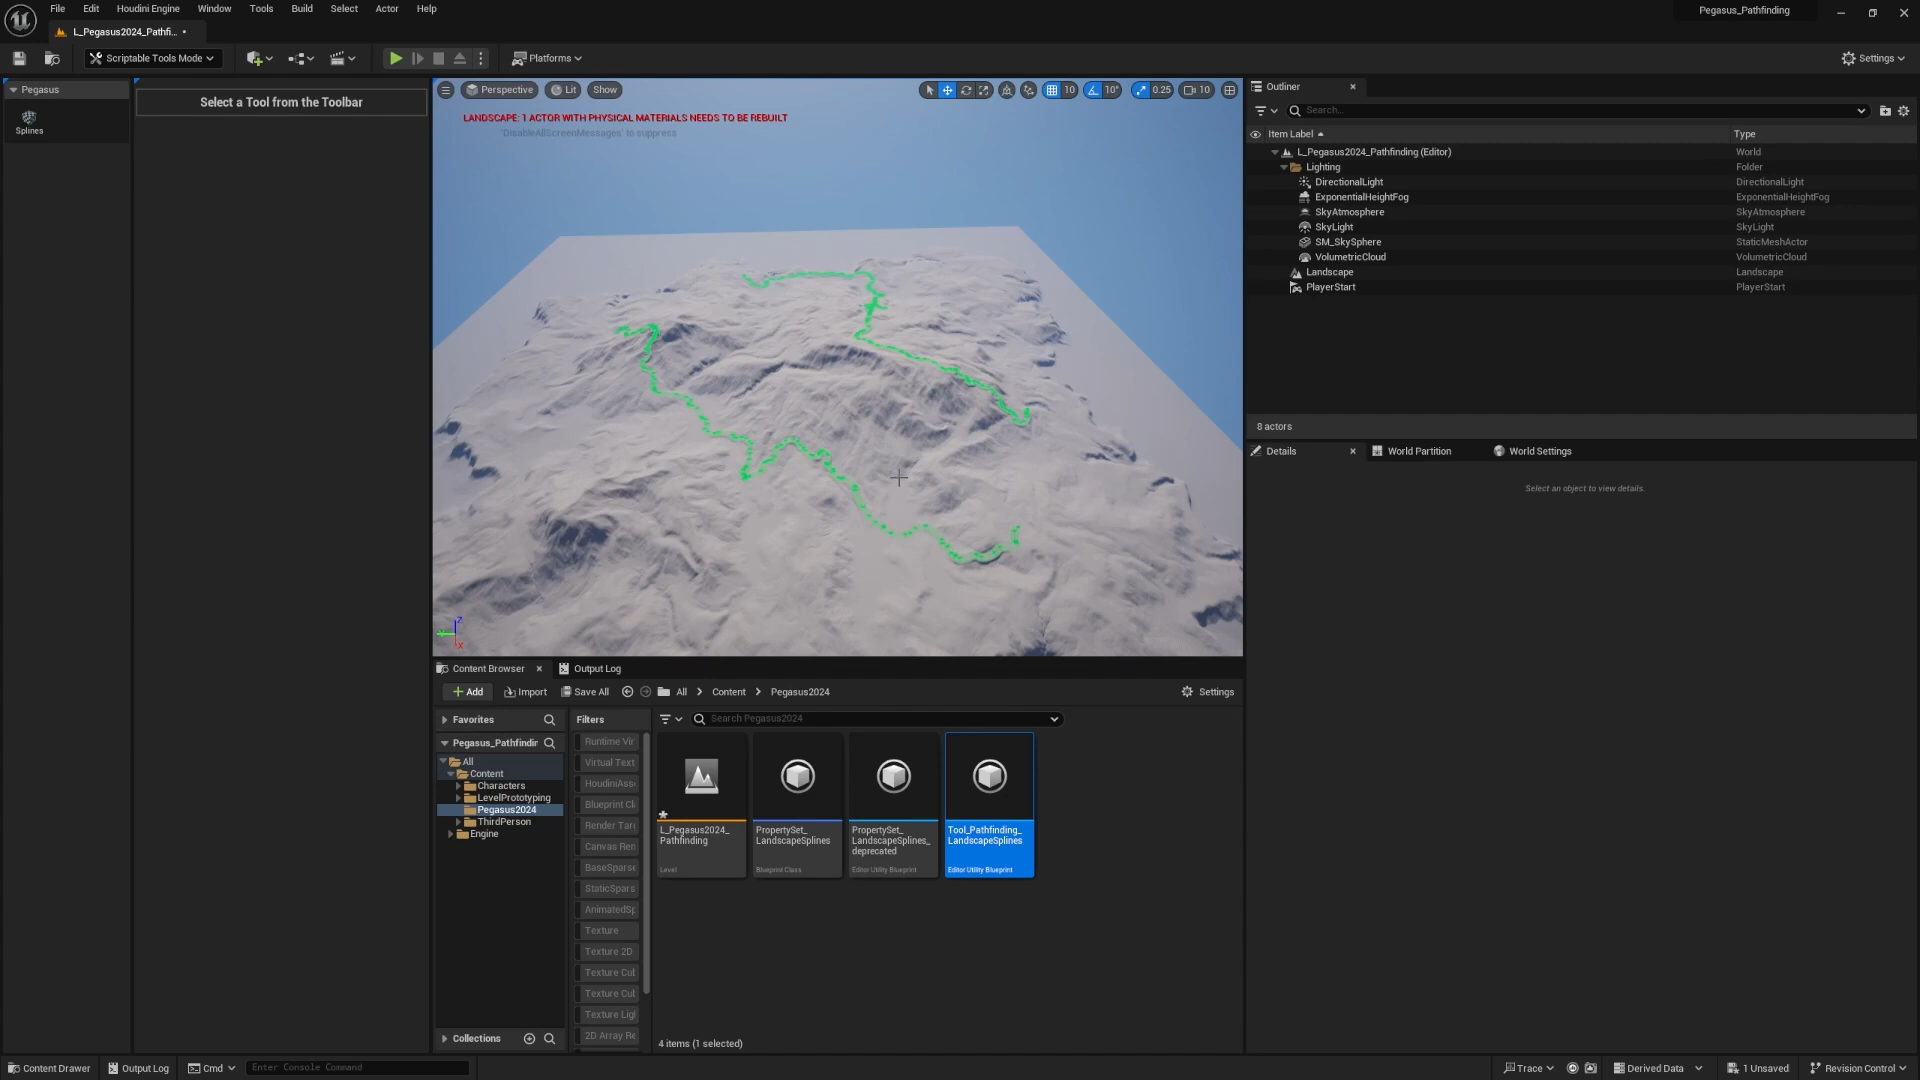 File Edit Houdini Engine Window Tools Build Select Actor Help
Pegasus_Pathfinding
L_Pegasus2024_Pathfi... •
Scriptable Tools Mode
Platforms
Settings
Pegasus
Splines
Select a Tool from the Toolbar
Perspective Lit Show
10 10° 0.25 10
LANDSCAPE: 1 ACTOR WITH PHYSICAL MATERIALS NEEDS TO BE REBUILT
'DisableAllScreenMessages' to suppress
Z
X
Outliner
Search...
Item Label Type
L_Pegasus2024_Pathfinding (Editor) World
Lighting Folder
DirectionalLight DirectionalLight
ExponentialHeightFog ExponentialHeightFog
SkyAtmosphere SkyAtmosphere
SkyLight SkyLight
SM_SkySphere StaticMeshActor
VolumetricCloud VolumetricCloud
Landscape Landscape
PlayerStart PlayerStart
8 actors
Details World Partition World Settings
Select an object to view details.
Content Browser Output Log
Add Import Save All All Content Pegasus2024 Settings
Favorites
Pegasus_Pathfindin
All
Content
Characters
LevelPrototyping
Pegasus2024
ThirdPerson
Engine
Collections
Filters
Runtime Vir
Virtual Text
HoudiniAsse
Blueprint Cl
Render Targ
Canvas Ren
BaseSparse
StaticSpars
AnimatedSp
Texture
Texture 2D
Texture Cub
Texture Cub
Texture Ligh
2D Array Re
Search Pegasus2024
L_Pegasus2024_
Pathfinding
Level
PropertySet_
LandscapeSplines
Blueprint Class
PropertySet_
LandscapeSplines_
deprecated
Editor Utility Blueprint
Tool_Pathfinding_
LandscapeSplines
Editor Utility Blueprint
4 items (1 selected)
Content Drawer Output Log Cmd Enter Console Command
Trace Derived Data 1 Unsaved Revision Control